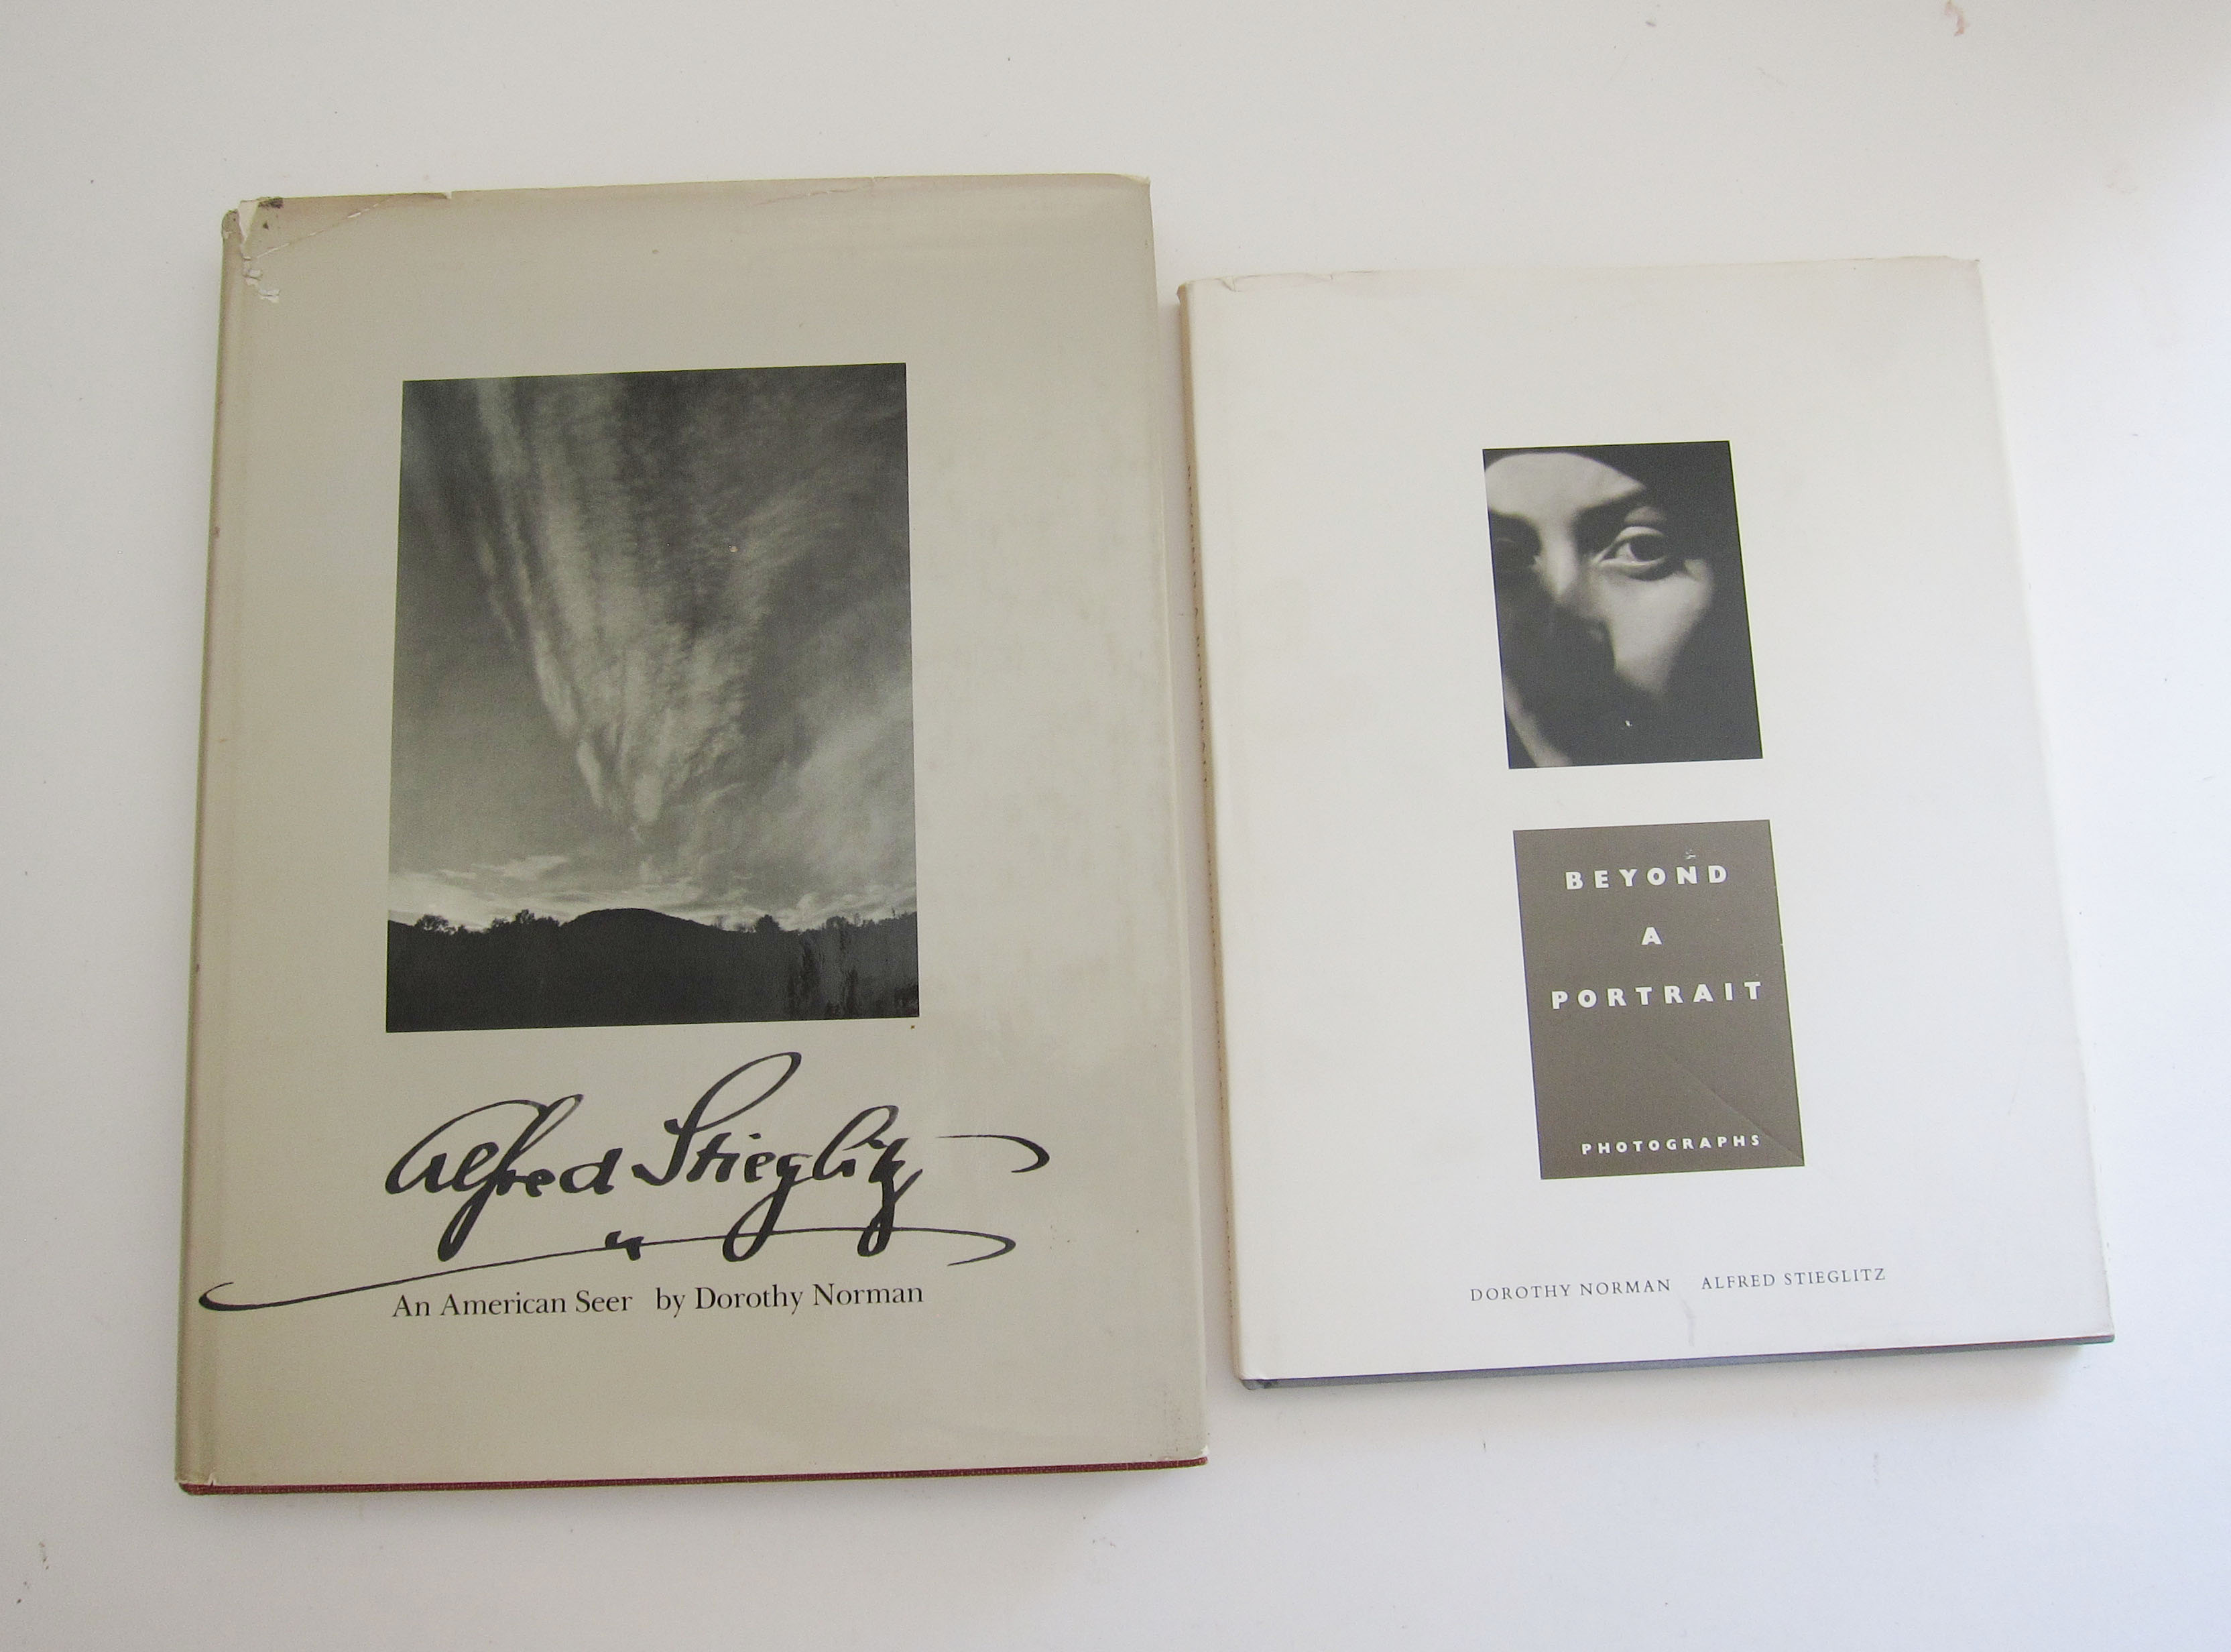 Alfred Stieglitz
An American Seer by Dorothy Norman
BEYOND
A
PORTRAIT
PHOTOGRAPHS
DOROTHY NORMAN ALFRED STIEGLITZ